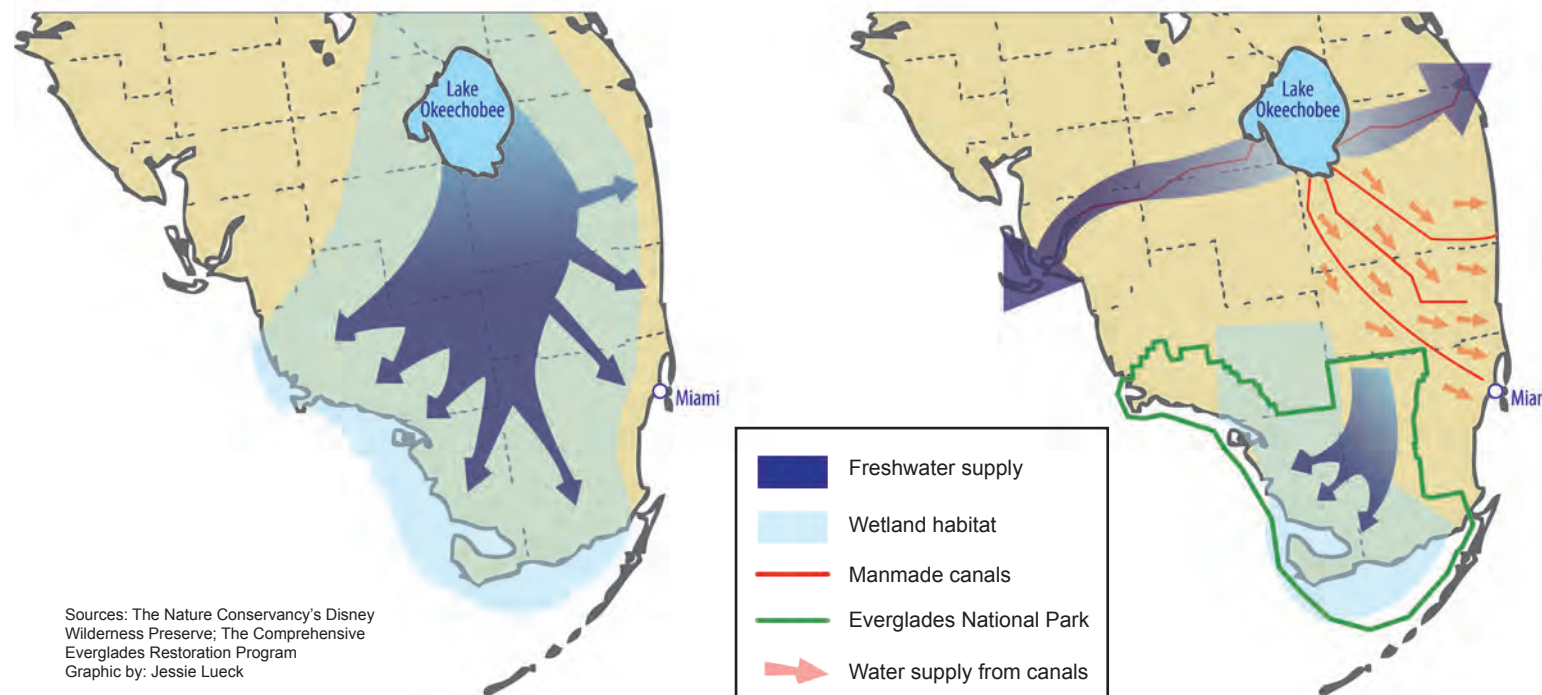 Lake
Okeechobee
Miami
Lake
Okeechobee
Miar
Freshwater supply
Wetland habitat
Manmade canals
Everglades National Park
Water supply from canals
Sources: The Nature Conservancy's Disney
Wilderness Preserve; The Comprehensive
Everglades Restoration Program
Graphic by: Jessie Lueck